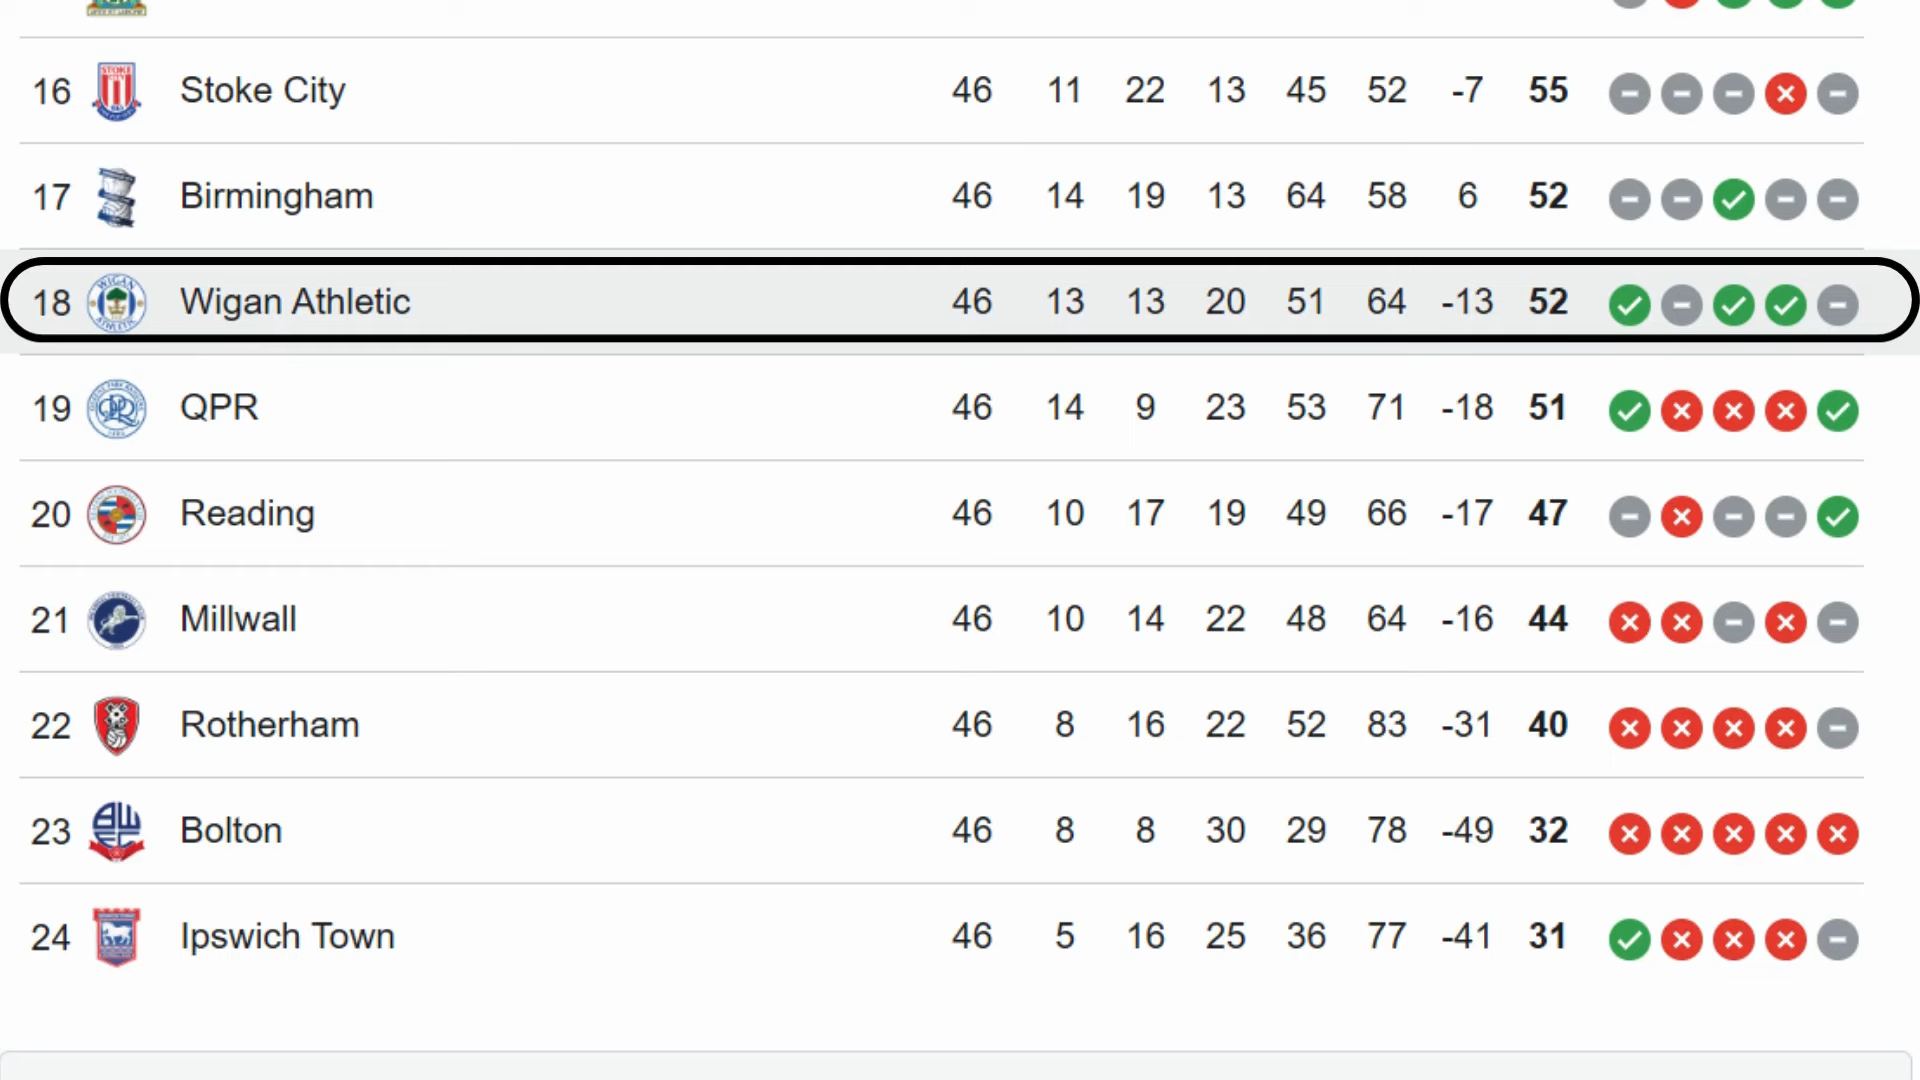 16 Stoke City 46 11 22 13 45 52 -7 55
17 Birmingham 46 14 19 13 64 58 6 52
18 Wigan Athletic 46 13 13 20 51 64 -13 52
19 QPR 46 14 9 23 53 71 -18 51
20 Reading 46 10 17 19 49 66 -17 47
21 Millwall 46 10 14 22 48 64 -16 44
22 Rotherham 46 8 16 22 52 83 -31 40
23 Bolton 46 8 8 30 29 78 -49 32
24 Ipswich Town 46 5 16 25 36 77 -41 31